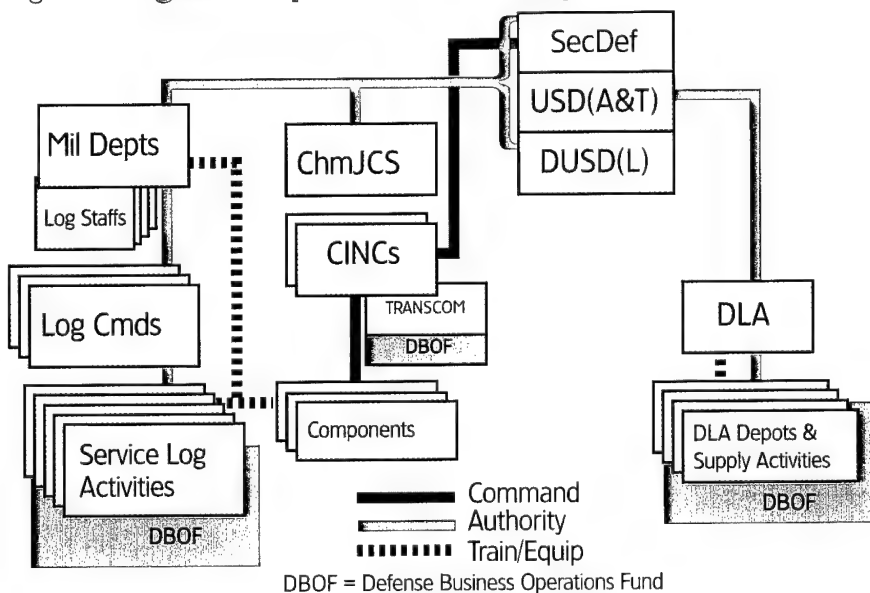 SecDef
USD(A&T)
DUSD(L)
Mil Depts
Log Staffs
ChmJCS
CINCs
TRANSCOM
DBOF
Log Cmds
DLA
Components
Service Log
Activities
DBOF
DLA Depots &
Supply Activities
DBOF
Command
Authority
Train/Equip
DBOF = Defense Business Operations Fund